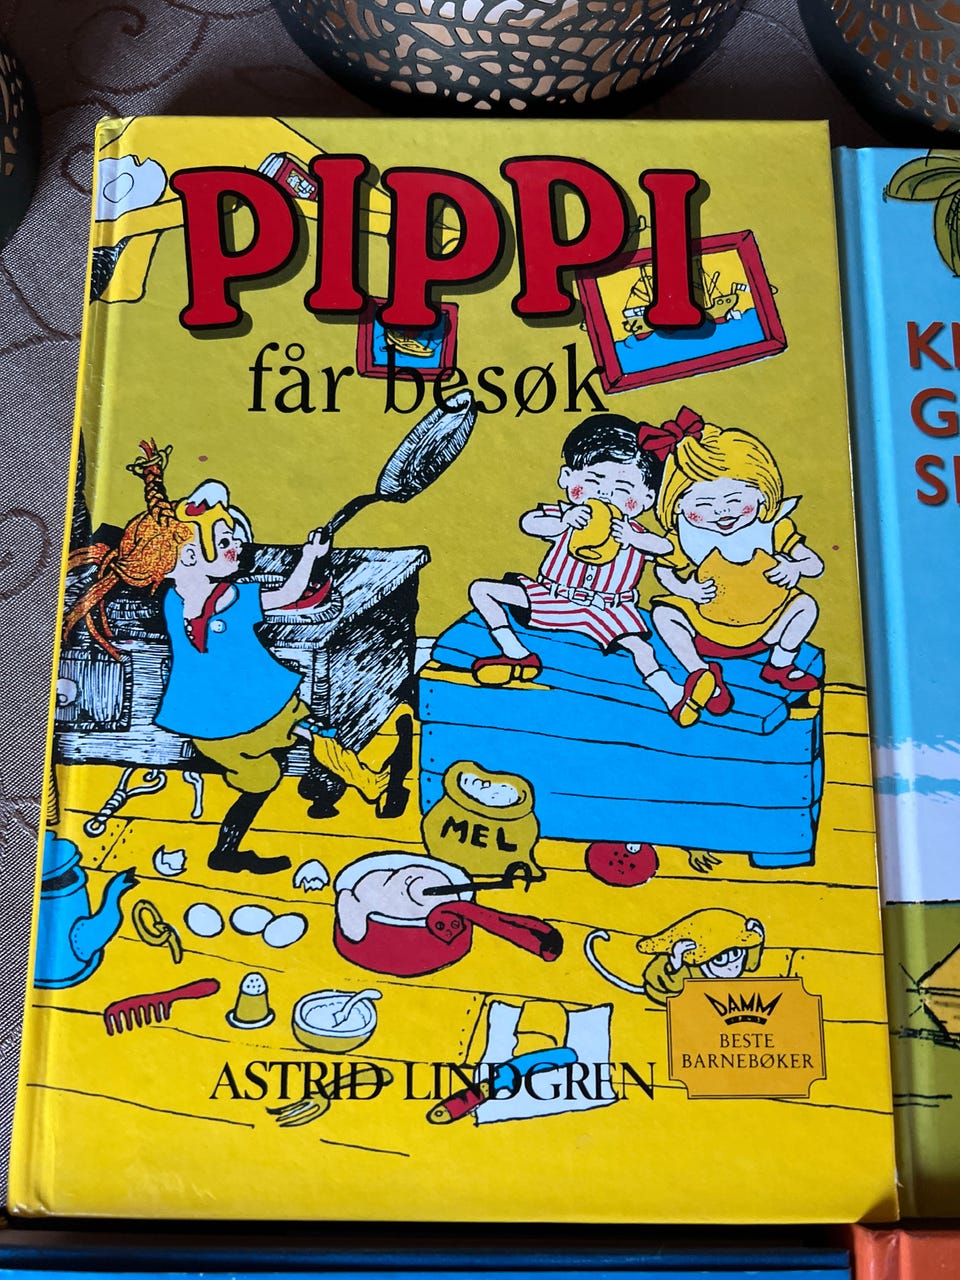 PIPPI
får besøk
MEL
ASTRID LINDGREN
DAMM
BESTE
BARNEBØKER